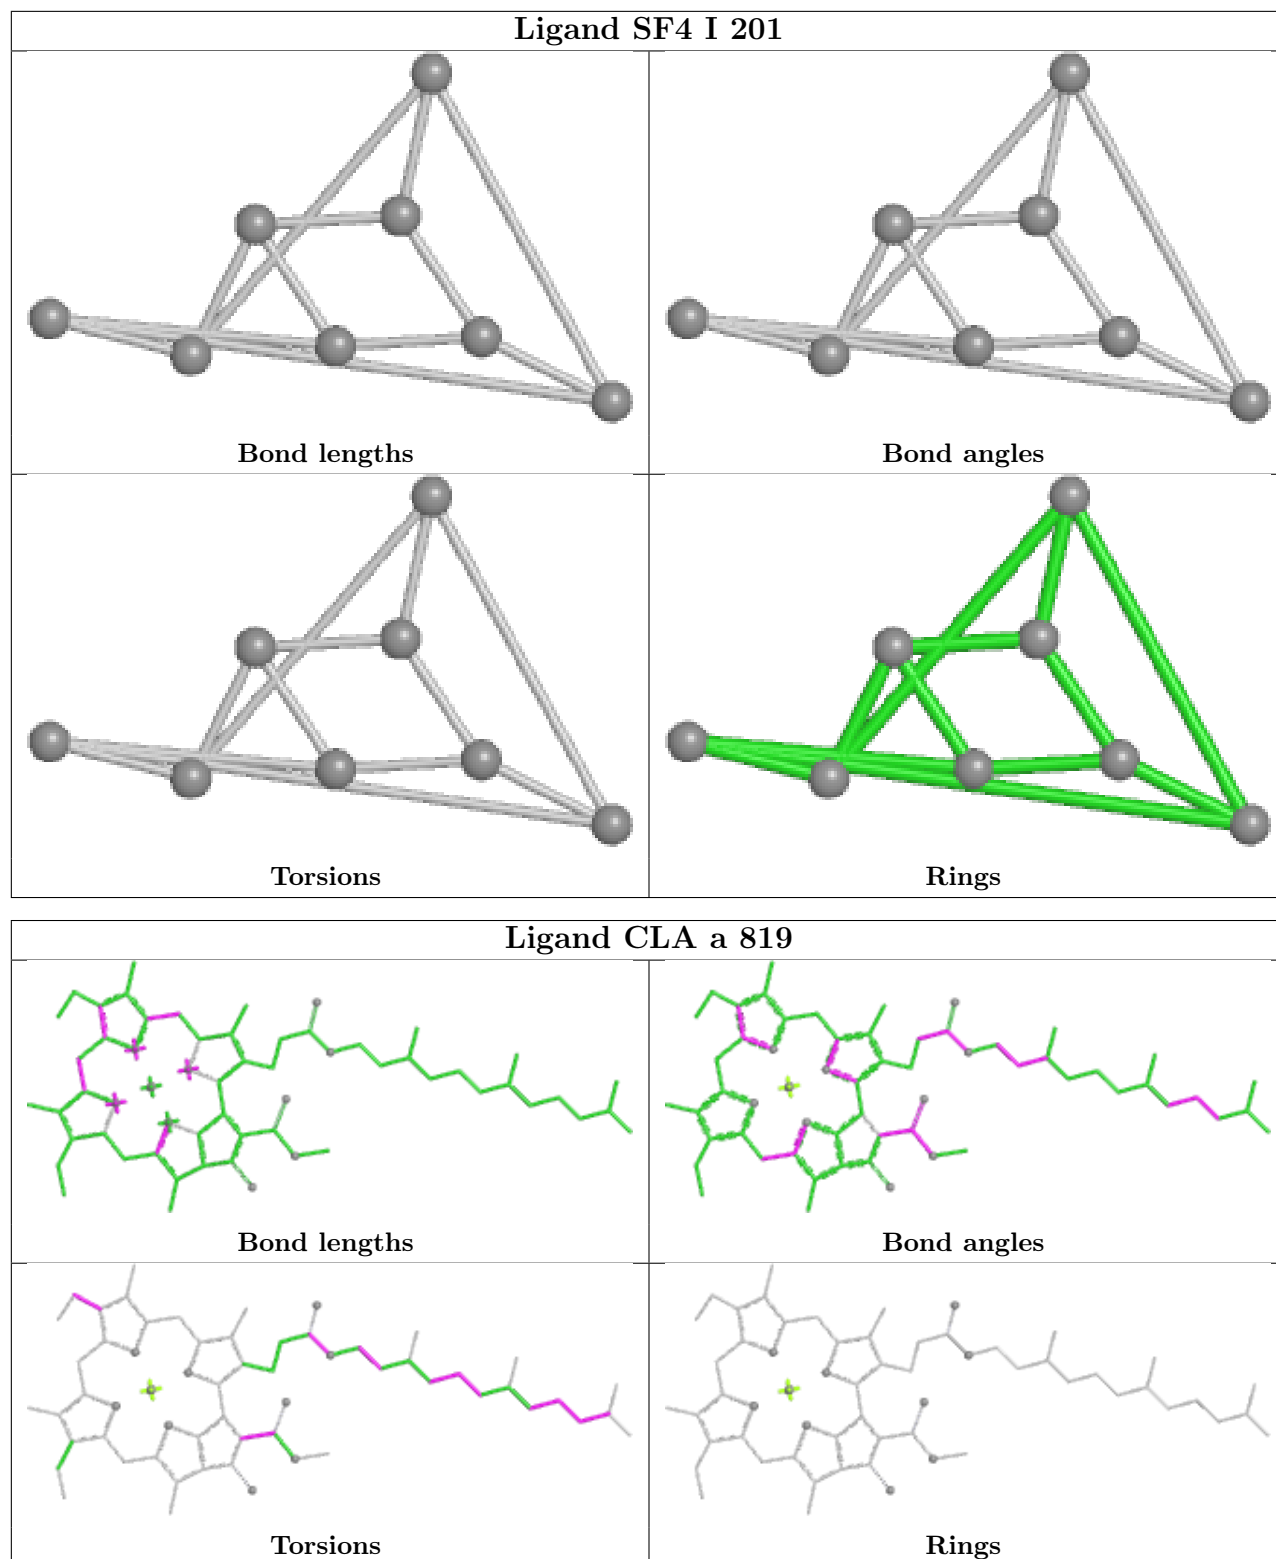 Ligand SF4 I 201
Bond lengths
Bond angles
Torsions
Rings
Ligand CLA a 819
Bond lengths
Bond angles
Torsions
Rings